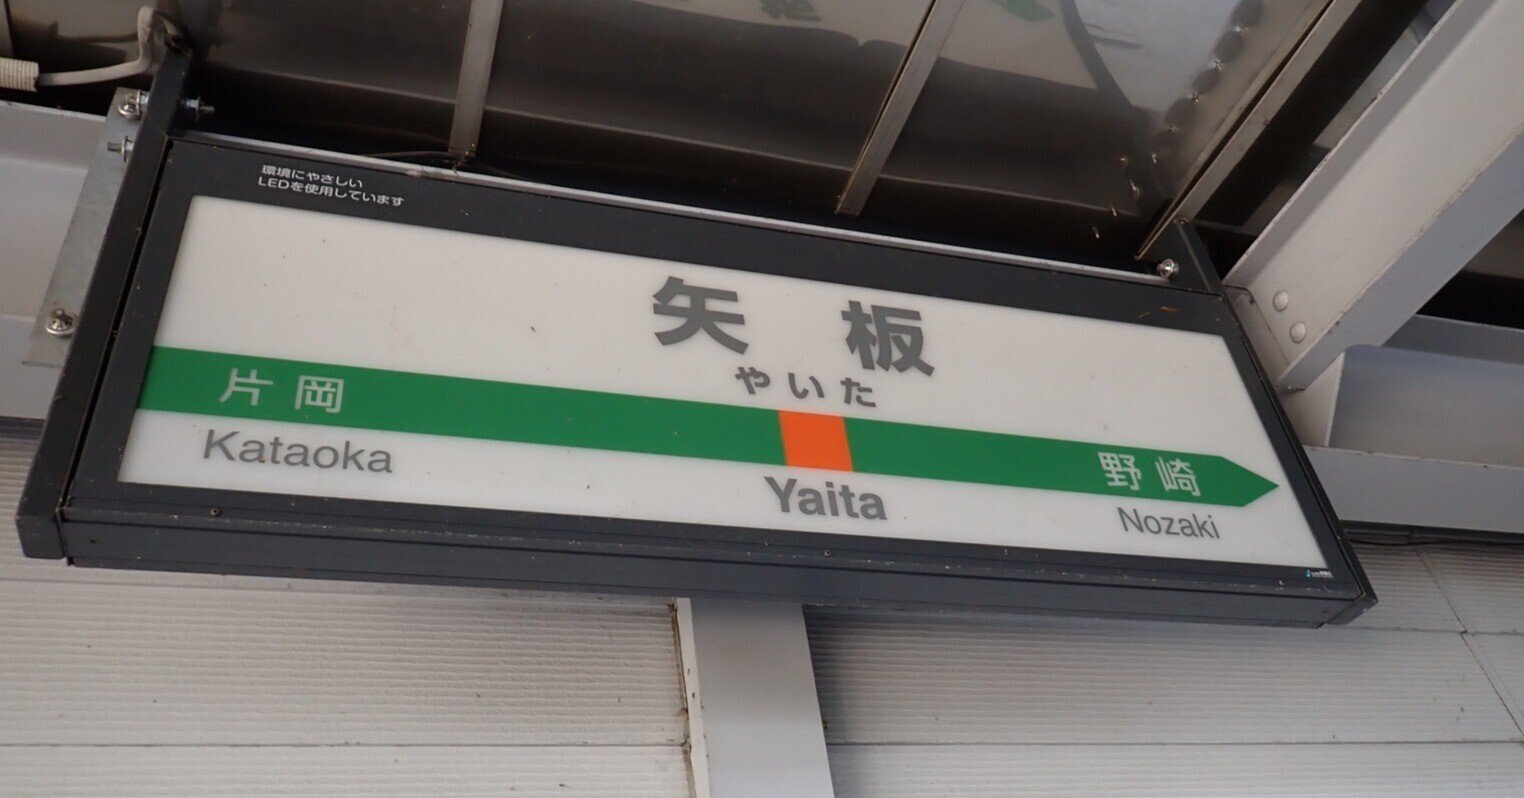 環境にやさしい
LEDを使用しています
矢板
やいた
片岡
野崎
Kataoka
Yaita
Nozaki